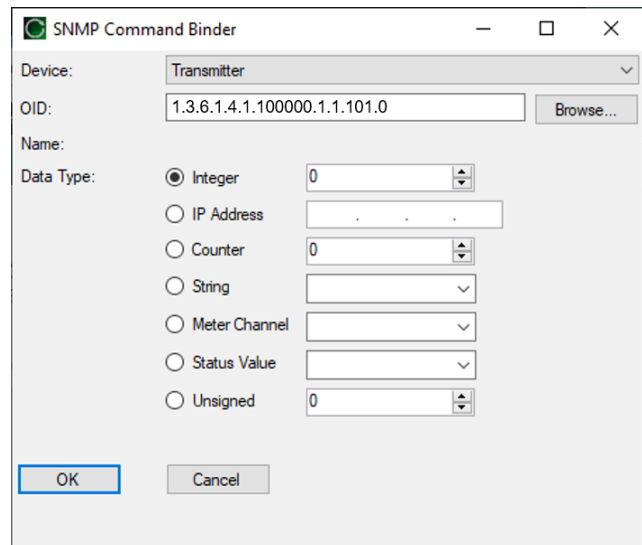 SNMP Command Binder
Device: Transmitter
OID: 1.3.6.1.4.1.100000.1.1.101.0 Browse...
Name:
Data Type: Integer 0
IP Address . . .
Counter 0
String
Meter Channel
Status Value
Unsigned 0
OK Cancel